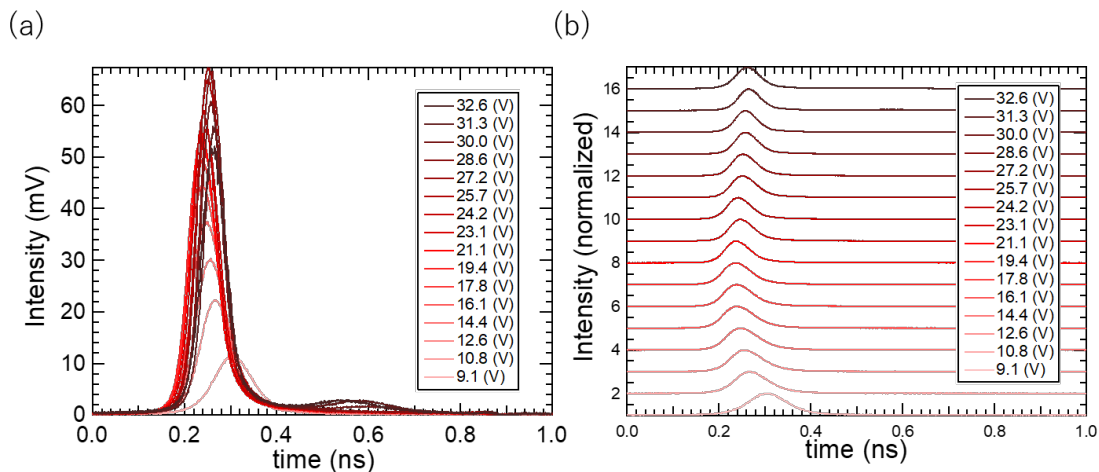 (a)
(b)
Intensity (mV)
60
50
40
30
20
10
0
0.0 0.2 0.4 0.6 0.8 1.0
time (ns)
32.6 (V)
31.3 (V)
30.0 (V)
28.6 (V)
27.2 (V)
25.7 (V)
24.2 (V)
23.1 (V)
21.1 (V)
19.4 (V)
17.8 (V)
16.1 (V)
14.4 (V)
12.6 (V)
10.8 (V)
9.1 (V)
Intensity (normalized)
16
14
12
10
8
6
4
2
0.0 0.2 0.4 0.6 0.8 1.0
time (ns)
32.6 (V)
31.3 (V)
30.0 (V)
28.6 (V)
27.2 (V)
25.7 (V)
24.2 (V)
23.1 (V)
21.1 (V)
19.4 (V)
17.8 (V)
16.1 (V)
14.4 (V)
12.6 (V)
10.8 (V)
9.1 (V)